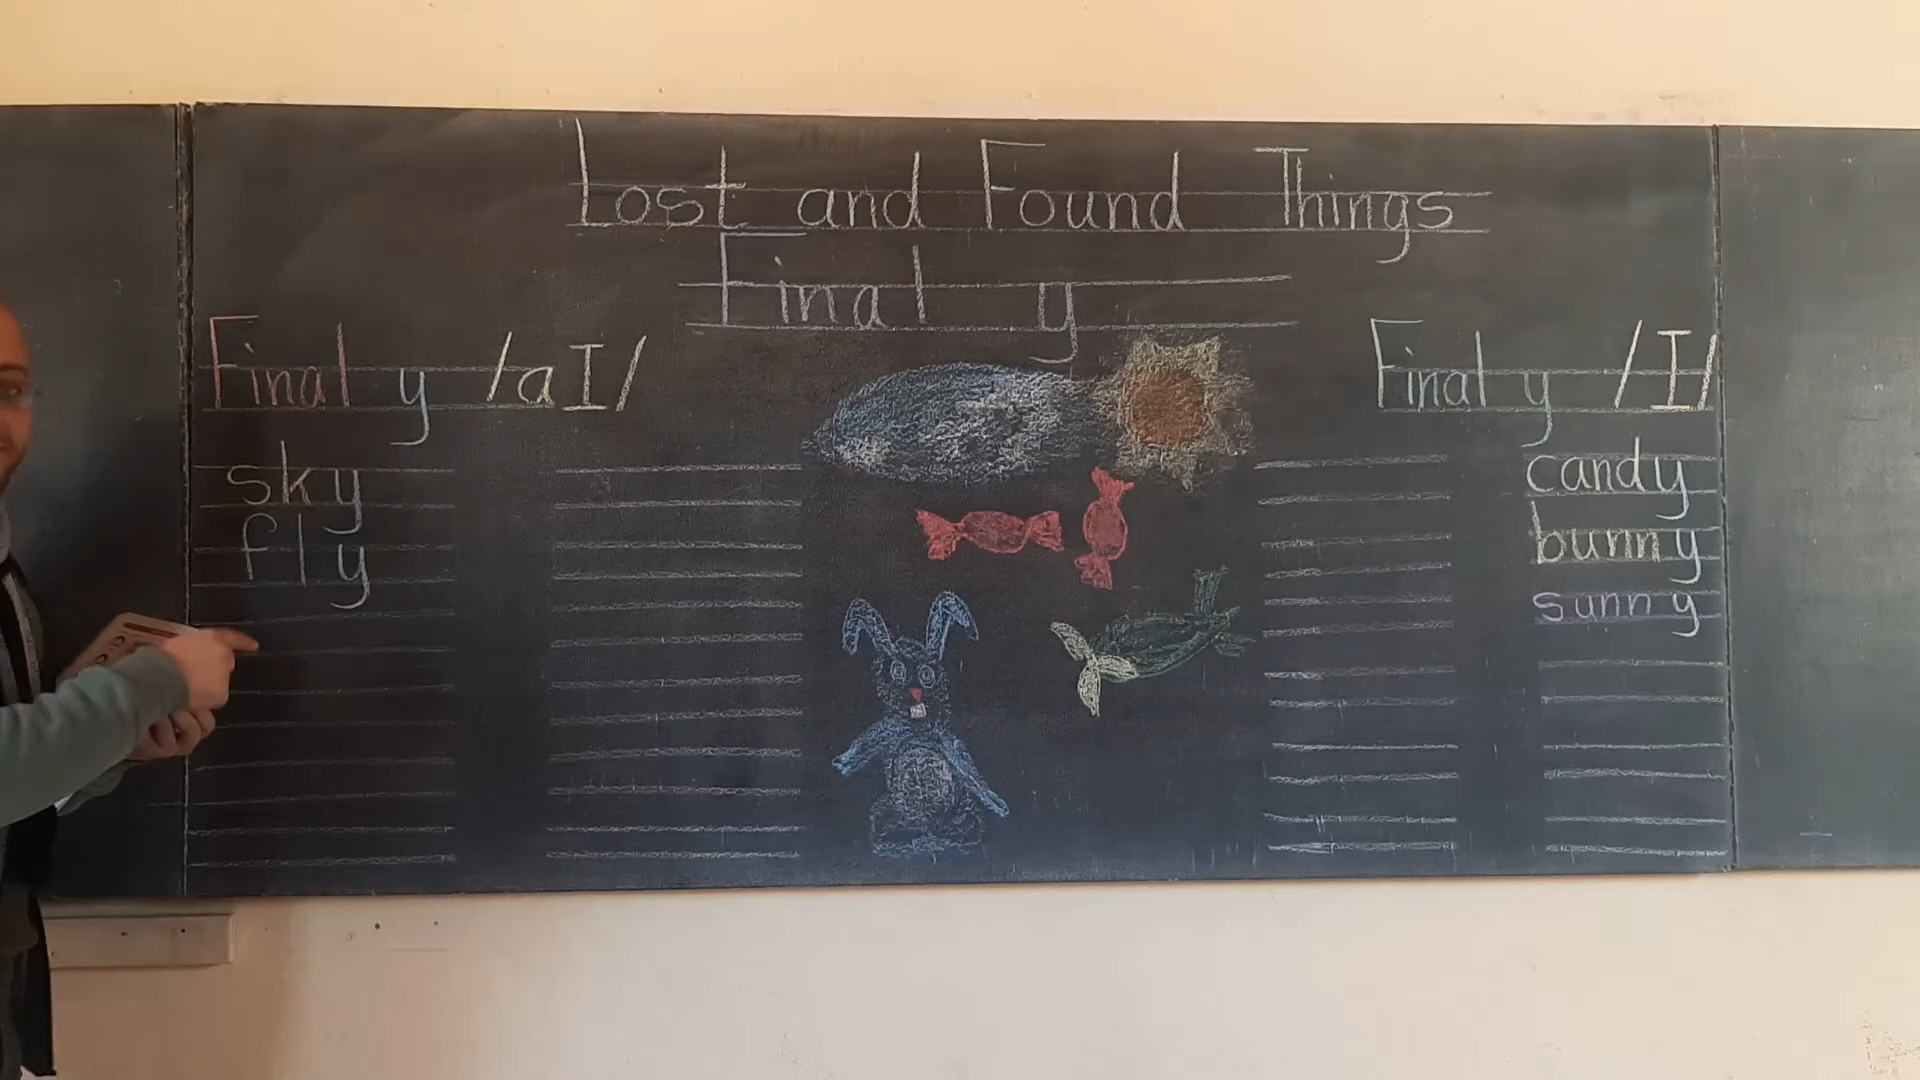 Lost and Found Things
Final y
Final y /aI/
sky
fly
Final y /I/
candy
bunny
sunny